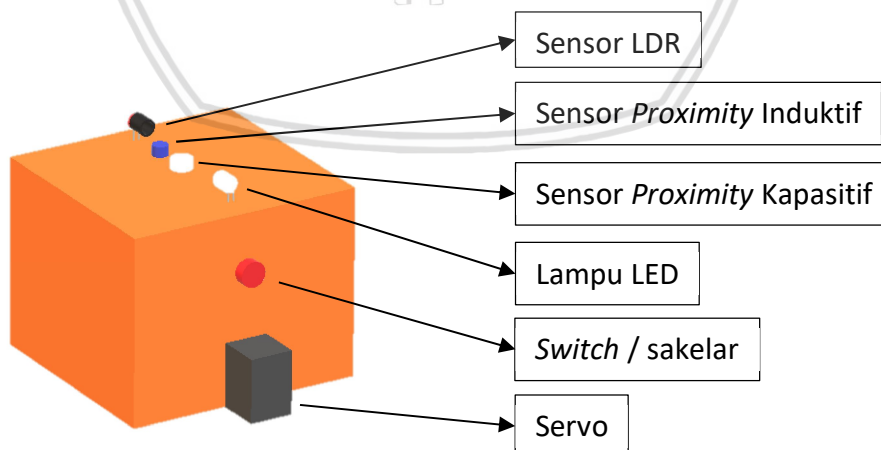 Sensor LDR
Sensor Proximity Induktif
Sensor Proximity Kapasitif
Lampu LED
Switch / sakelar
Servo